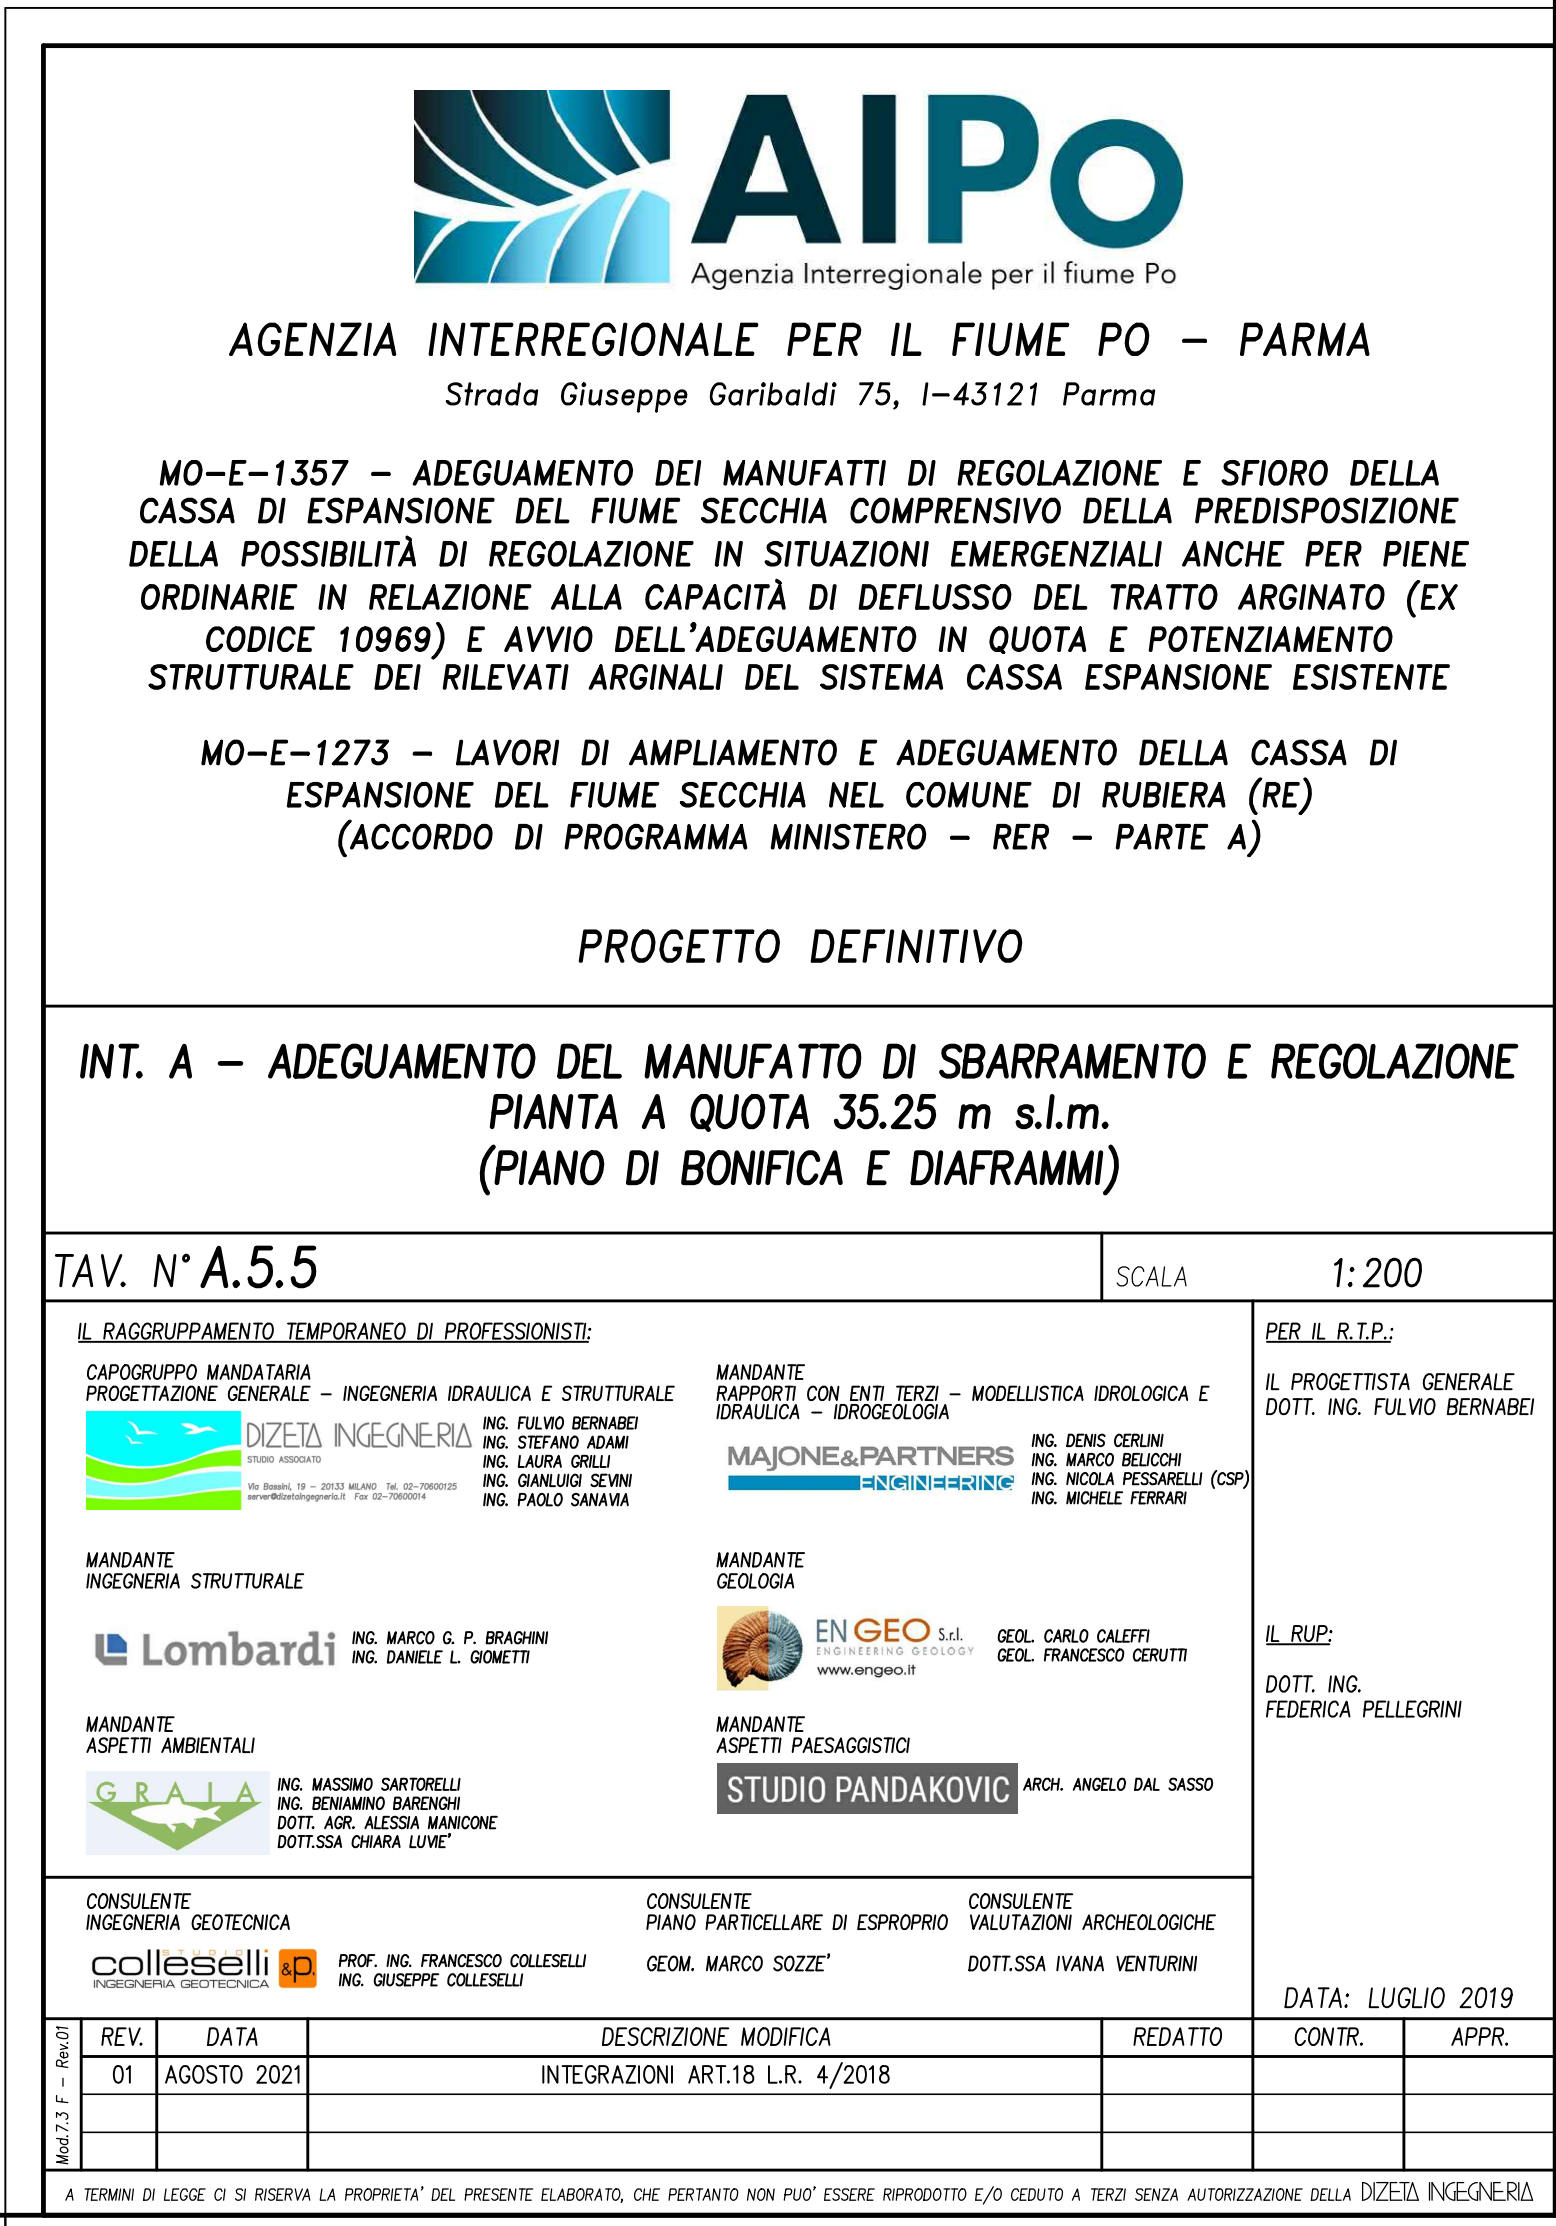 AIPo
Agenzia Interregionale per il fiume Po
AGENZIA INTERREGIONALE PER IL FIUME PO – PARMA
Strada Giuseppe Garibaldi 75, I–43121 Parma
MO–E–1357 – ADEGUAMENTO DEI MANUFATTI DI REGOLAZIONE E SFIORO DELLA
CASSA DI ESPANSIONE DEL FIUME SECCHIA COMPRENSIVO DELLA PREDISPOSIZIONE
DELLA POSSIBILITÀ DI REGOLAZIONE IN SITUAZIONI EMERGENZIALI ANCHE PER PIENE
ORDINARIE IN RELAZIONE ALLA CAPACITÀ DI DEFLUSSO DEL TRATTO ARGINATO (EX
CODICE 10969) E AVVIO DELL'ADEGUAMENTO IN QUOTA E POTENZIAMENTO
STRUTTURALE DEI RILEVATI ARGINALI DEL SISTEMA CASSA ESPANSIONE ESISTENTE
MO–E–1273 – LAVORI DI AMPLIAMENTO E ADEGUAMENTO DELLA CASSA DI
ESPANSIONE DEL FIUME SECCHIA NEL COMUNE DI RUBIERA (RE)
(ACCORDO DI PROGRAMMA MINISTERO – RER – PARTE A)
PROGETTO DEFINITIVO
INT. A – ADEGUAMENTO DEL MANUFATTO DI SBARRAMENTO E REGOLAZIONE
PIANTA A QUOTA 35.25 m s.l.m.
(PIANO DI BONIFICA E DIAFRAMMI)
TAV. N° A.5.5
SCALA 1:200
IL RAGGRUPPAMENTO TEMPORANEO DI PROFESSIONISTI:
CAPOGRUPPO MANDATARIA
PROGETTAZIONE GENERALE – INGEGNERIA IDRAULICA E STRUTTURALE
DIZETA INGEGNERIA
STUDIO ASSOCIATO
Via Bassini, 19 – 20133 MILANO Tel. 02–70600125
server@dizetaingegneria.it Fax 02–70600014
ING. FULVIO BERNABEI
ING. STEFANO ADAMI
ING. LAURA GRILLI
ING. GIANLUIGI SEVINI
ING. PAOLO SANAVIA
MANDANTE
RAPPORTI CON ENTI TERZI – MODELLISTICA IDROLOGICA E
IDRAULICA – IDROGEOLOGIA
MAJONE&PARTNERS
ENGINEERING
ING. DENIS CERLINI
ING. MARCO BELICCHI
ING. NICOLA PESSARELLI (CSP)
ING. MICHELE FERRARI
PER IL R.T.P.:
IL PROGETTISTA GENERALE
DOTT. ING. FULVIO BERNABEI
MANDANTE
INGEGNERIA STRUTTURALE
Lombardi
ING. MARCO G. P. BRAGHINI
ING. DANIELE L. GIOMETTI
MANDANTE
GEOLOGIA
ENGEO S.r.l.
ENGINEERING GEOLOGY
www.engeo.it
GEOL. CARLO CALEFFI
GEOL. FRANCESCO CERUTTI
IL RUP:
DOTT. ING.
FEDERICA PELLEGRINI
MANDANTE
ASPETTI AMBIENTALI
GRAIA
ING. MASSIMO SARTORELLI
ING. BENIAMINO BARENGHI
DOTT. AGR. ALESSIA MANICONE
DOTT.SSA CHIARA LUVIE'
MANDANTE
ASPETTI PAESAGGISTICI
STUDIO PANDAKOVIC
ARCH. ANGELO DAL SASSO
CONSULENTE
INGEGNERIA GEOTECNICA
STUDIO
colleselli &p.
INGEGNERIA GEOTECNICA
PROF. ING. FRANCESCO COLLESELLI
ING. GIUSEPPE COLLESELLI
CONSULENTE
PIANO PARTICELLARE DI ESPROPRIO
GEOM. MARCO SOZZE'
CONSULENTE
VALUTAZIONI ARCHEOLOGICHE
DOTT.SSA IVANA VENTURINI
DATA: LUGLIO 2019
Mod.7.3 F – Rev.01
REV. DATA DESCRIZIONE MODIFICA REDATTO CONTR. APPR.
01 AGOSTO 2021 INTEGRAZIONI ART.18 L.R. 4/2018
A TERMINI DI LEGGE CI SI RISERVA LA PROPRIETA' DEL PRESENTE ELABORATO, CHE PERTANTO NON PUO' ESSERE RIPRODOTTO E/O CEDUTO A TERZI SENZA AUTORIZZAZIONE DELLA DIZETA INGEGNERIA